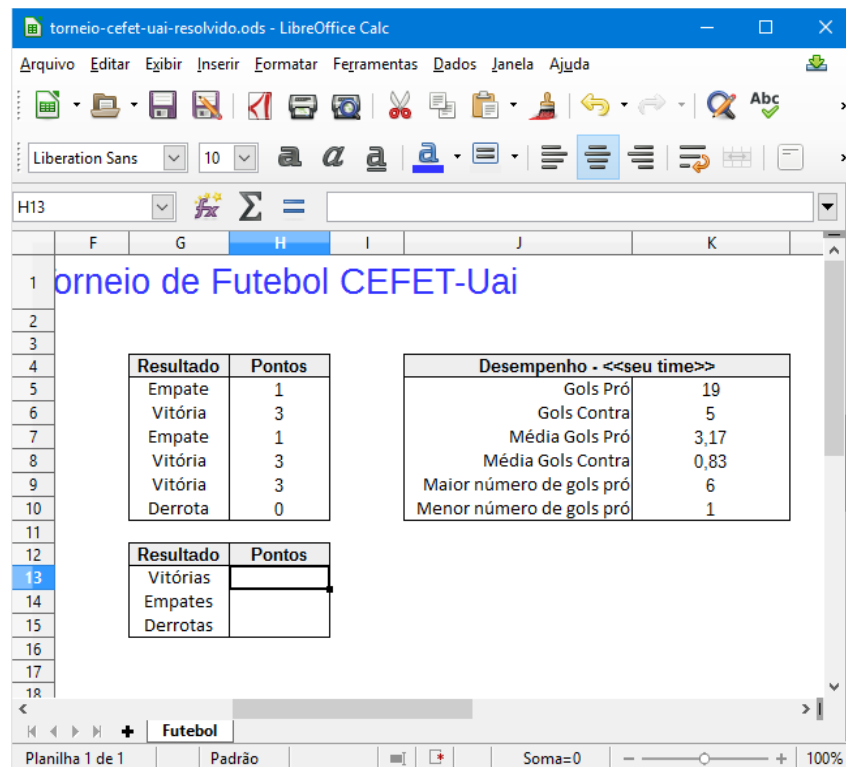 torneio-cefet-uai-resolvido.ods - LibreOffice Calc
Arquivo Editar Exibir Inserir Formatar Ferramentas Dados Janela Ajuda
Abc
Liberation Sans 10 a a a a
H13 fx Σ =
F G H I J K
1 orneio de Futebol CEFET-Uai
2
3
4 Resultado Pontos Desempenho - <<seu time>>
5 Empate 1 Gols Pró 19
6 Vitória 3 Gols Contra 5
7 Empate 1 Média Gols Pró 3,17
8 Vitória 3 Média Gols Contra 0,83
9 Vitória 3 Maior número de gols pró 6
10 Derrota 0 Menor número de gols pró 1
11
12 Resultado Pontos
13 Vitórias
14 Empates
15 Derrotas
16
17
18
Futebol
Planilha 1 de 1 Padrão Soma=0 100%